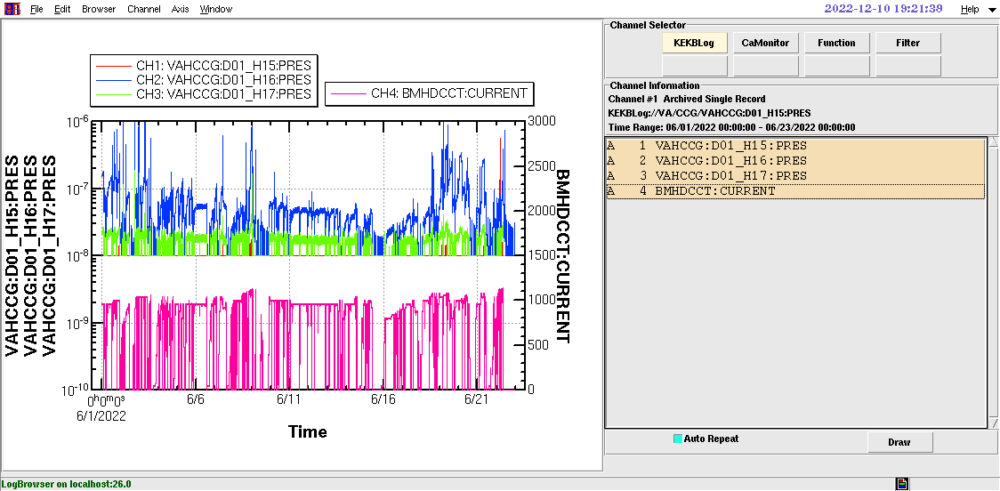 File Edit Browser Channel Axis Window 2022-12-10 19:21:39 Help
Channel Selector
KEKBLog CaMonitor Function Filter
Channel Information
Channel #1 Archived Single Record
KEKBLog://VA/CCG/VAHCCG:D01_H15:PRES
Time Range: 06/01/2022 00:00:00 - 06/23/2022 00:00:00
A 1 VAHCCG:D01_H15:PRES
A 2 VAHCCG:D01_H16:PRES
A 3 VAHCCG:D01_H17:PRES
A 4 BMHDCCT:CURRENT
Auto Repeat Draw
CH1: VAHCCG:D01_H15:PRES
CH2: VAHCCG:D01_H16:PRES
CH3: VAHCCG:D01_H17:PRES
CH4: BMHDCCT:CURRENT
VAHCCG:D01_H15:PRES
VAHCCG:D01_H16:PRES
VAHCCG:D01_H17:PRES
10-6
10-7
10-8
10-9
10-10
3000
2500
2000
1500
1000
500
0
BMHDCCT:CURRENT
0h0m0s 6/6 6/11 6/16 6/21
6/1/2022
Time
LogBrowser on localhost:26.0